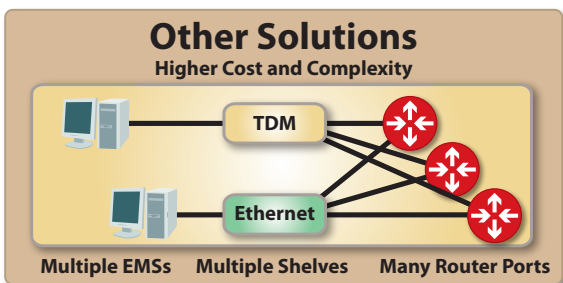 Other Solutions
Higher Cost and Complexity
TDM
Ethernet
Multiple EMSs Multiple Shelves Many Router Ports